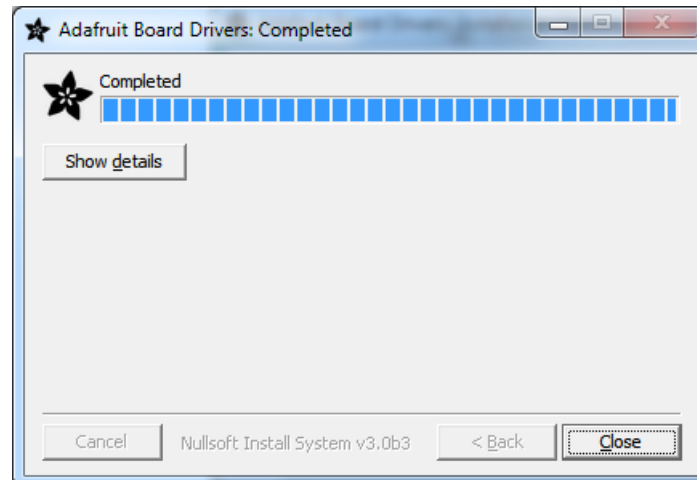 Adafruit Board Drivers: Completed
Completed
Show details
Cancel
Nullsoft Install System v3.0b3
< Back
Close